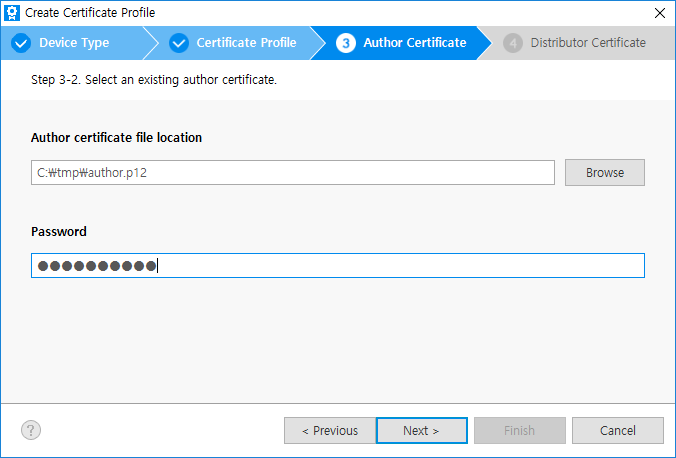 Create Certificate Profile
Device Type
Certificate Profile
3 Author Certificate
4 Distributor Certificate
Step 3-2. Select an existing author certificate.
Author certificate file location
C:₩tmp₩author.p12
Browse
Password
●●●●●●●●●●
?
< Previous
Next >
Finish
Cancel